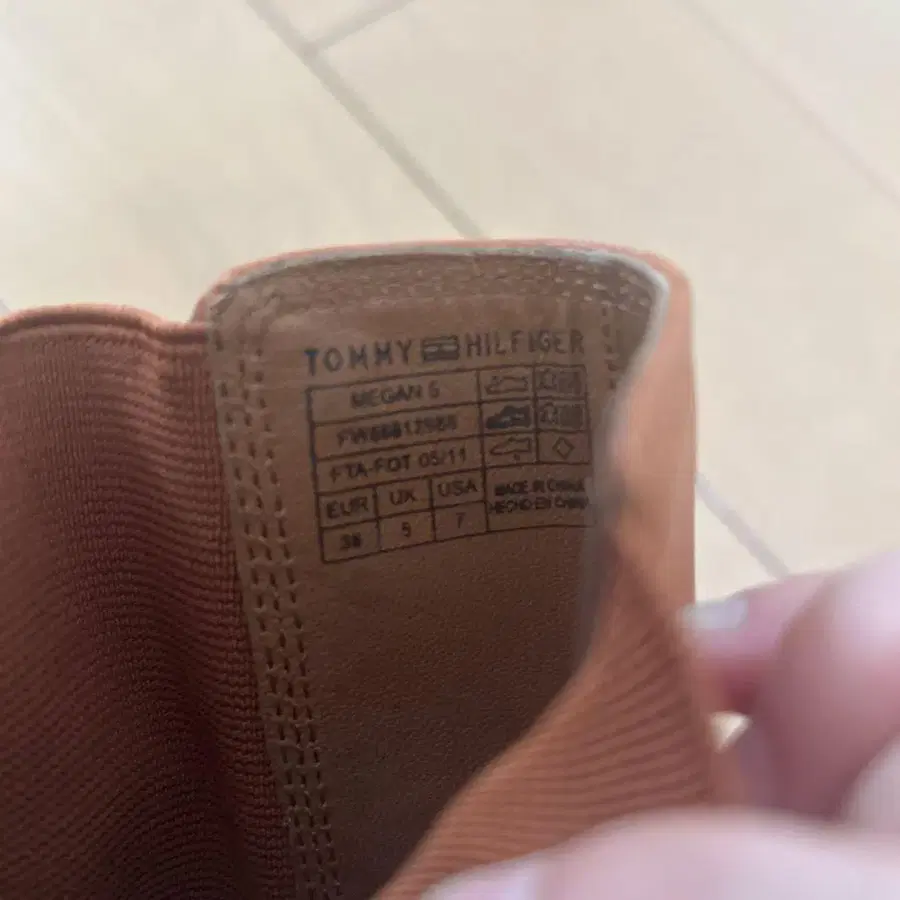 TOMMY HILFIGER
MEGAN 5
FTA-FOT 05/11
EUR UK USA
38 5 7
MADE IN CHINA
HECHO EN CHINA